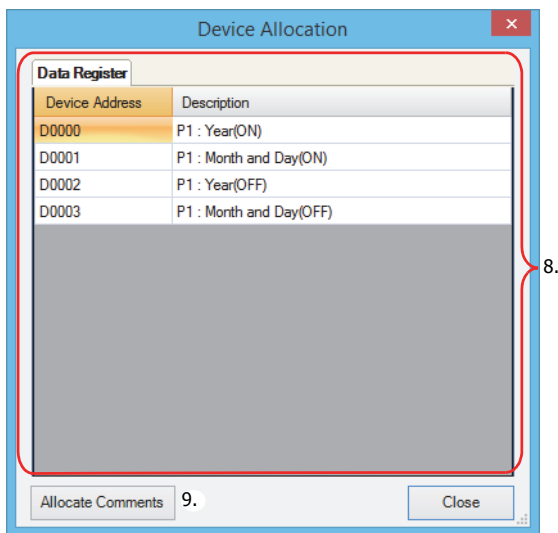 Device Allocation
Data Register
Device Address Description
D0000 P1 : Year(ON)
D0001 P1 : Month and Day(ON)
D0002 P1 : Year(OFF)
D0003 P1 : Month and Day(OFF)
8.
Allocate Comments 9. Close